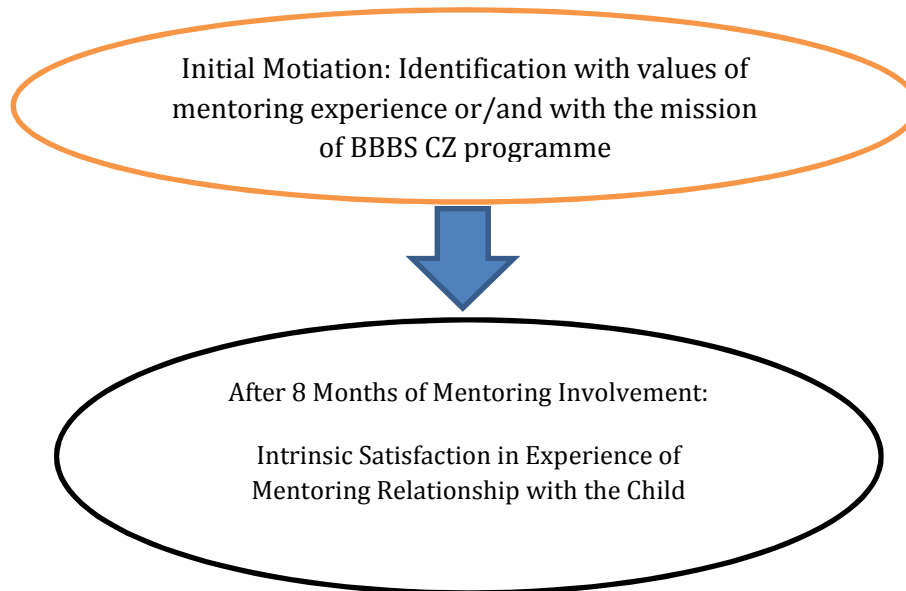 Initial Motiation: Identification with values of
mentoring experience or/and with the mission
of BBBS CZ programme
After 8 Months of Mentoring Involvement:
Intrinsic Satisfaction in Experience of
Mentoring Relationship with the Child